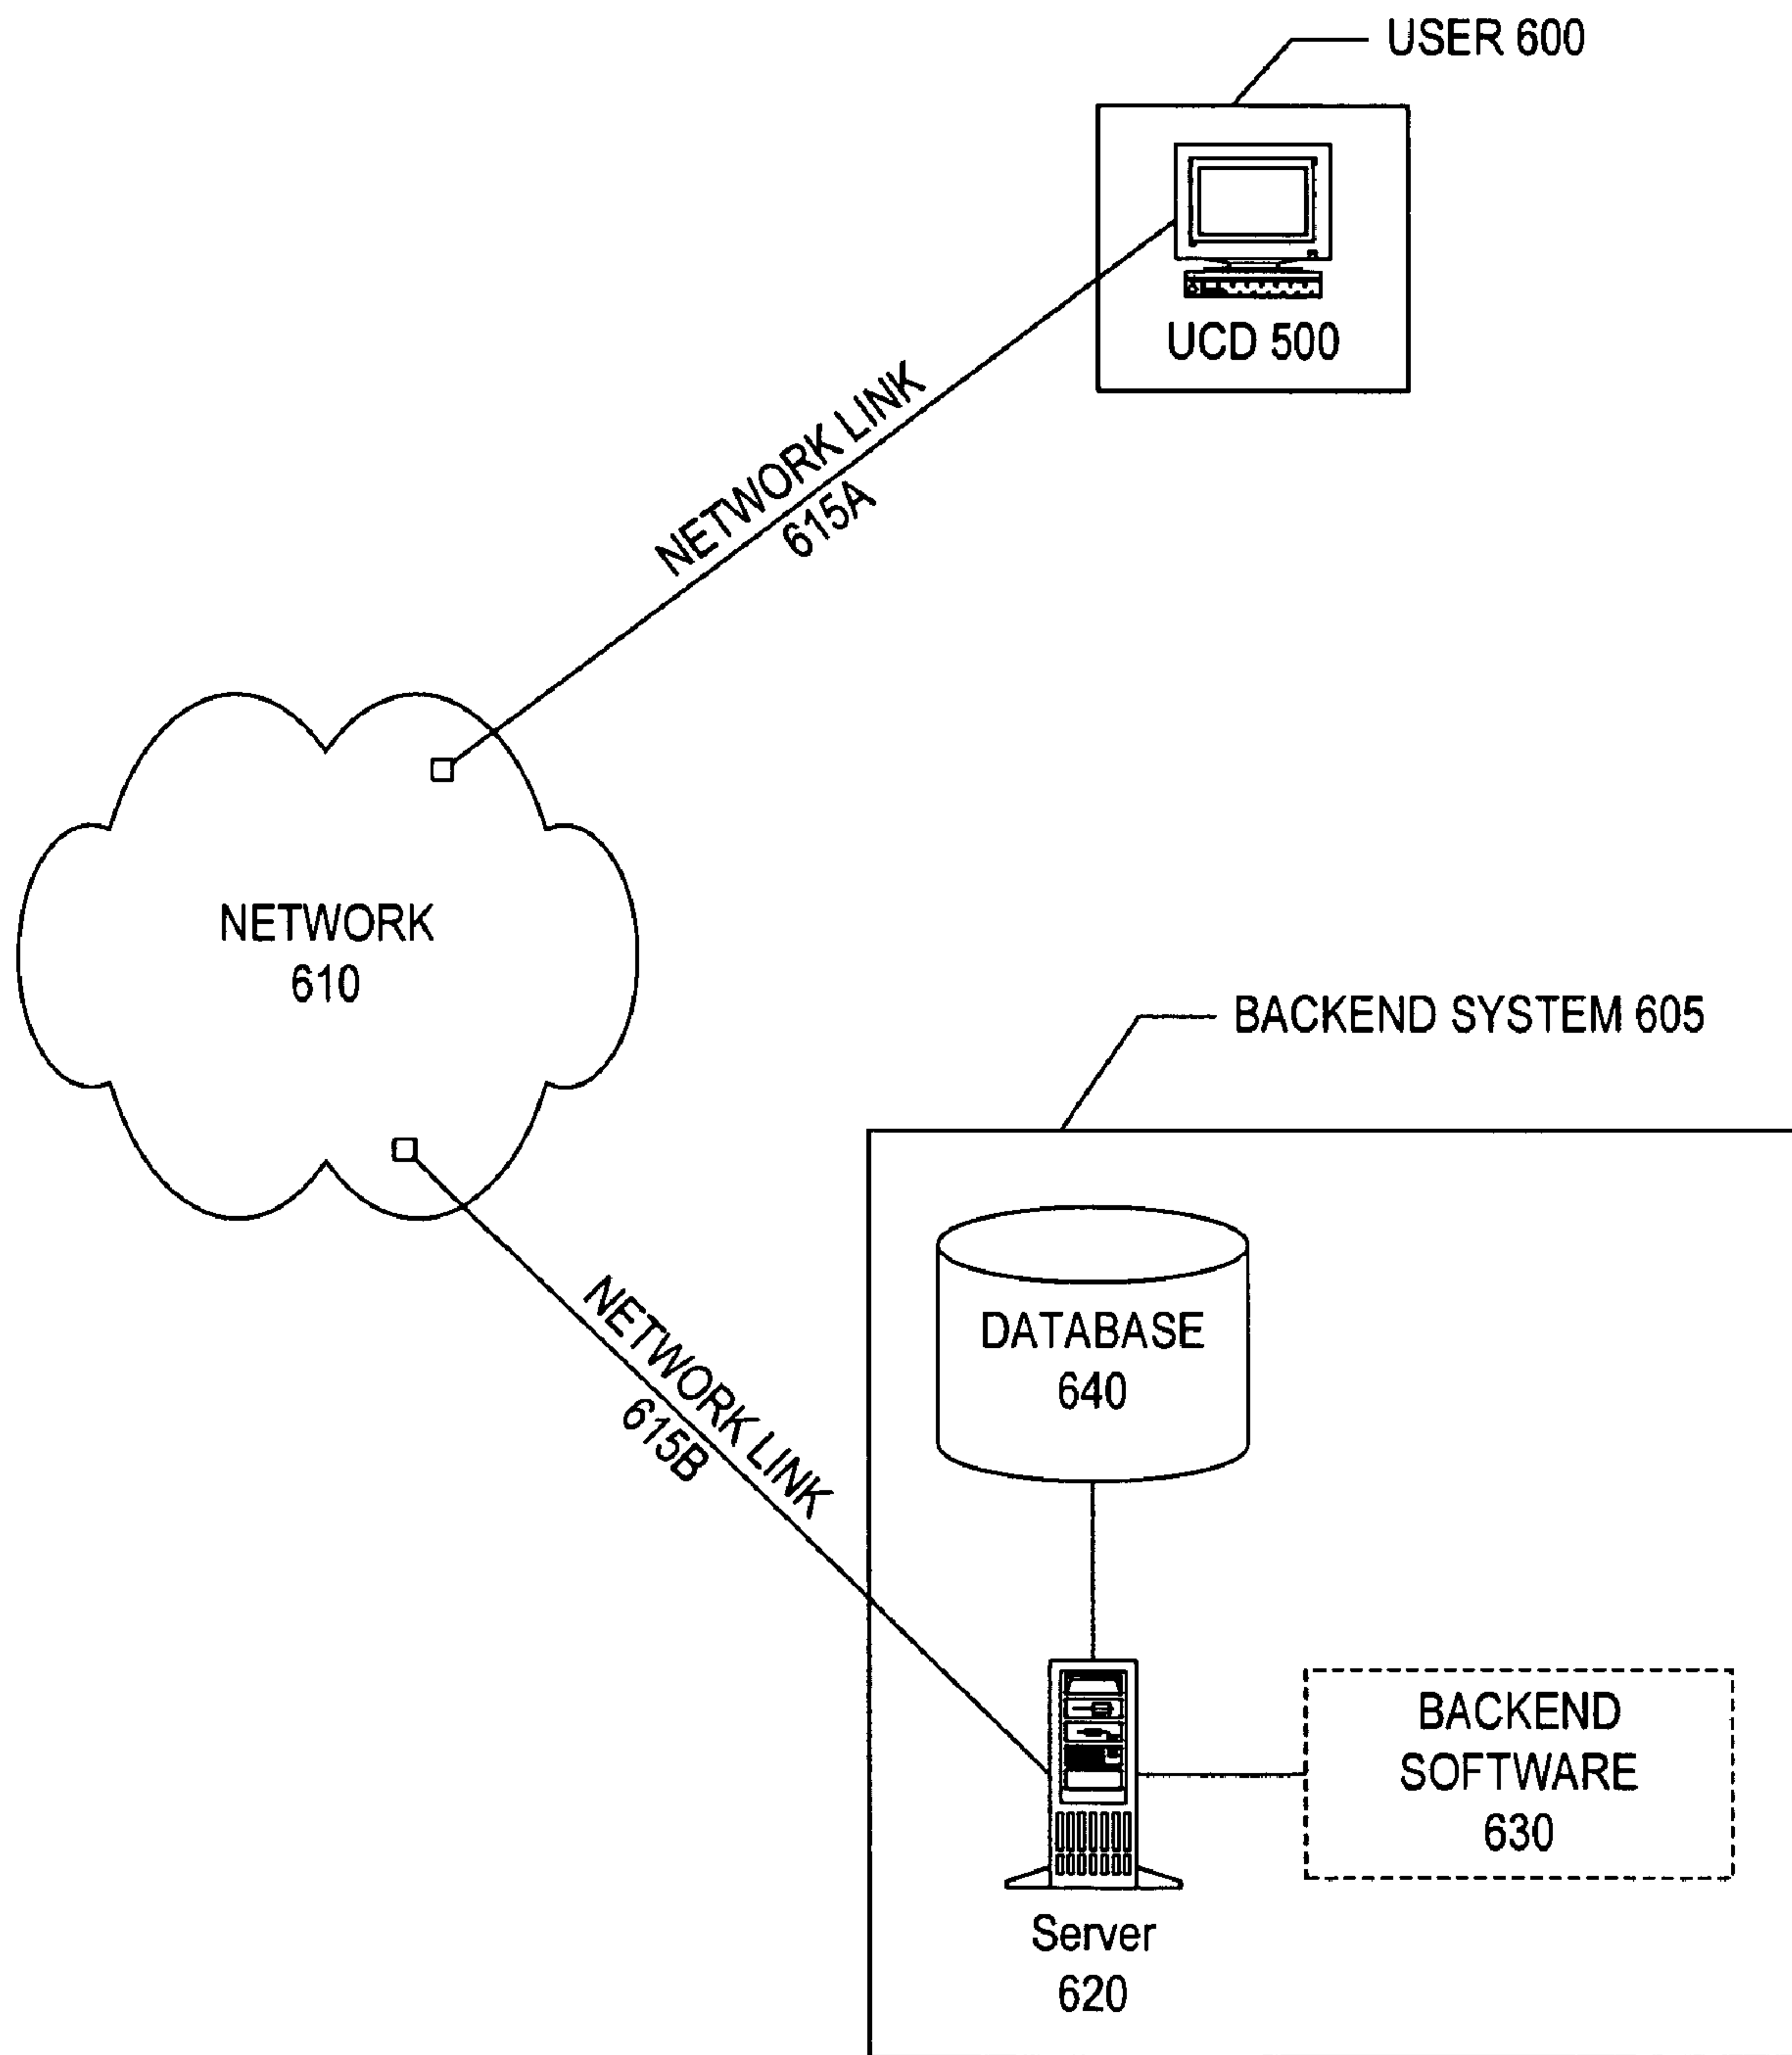 USER 600
UCD 500
NETWORK LINK
615A
NETWORK
610
BACKEND SYSTEM 605
DATABASE
640
NETWORK LINK
615B
BACKEND
SOFTWARE
630
Server
620